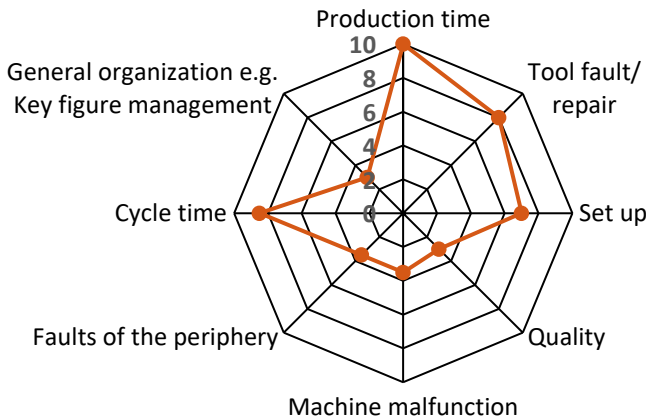 Production time
10
8
6
4
2
0
General organization e.g.
Key figure management
Tool fault/
repair
Cycle time
Set up
Faults of the periphery
Quality
Machine malfunction